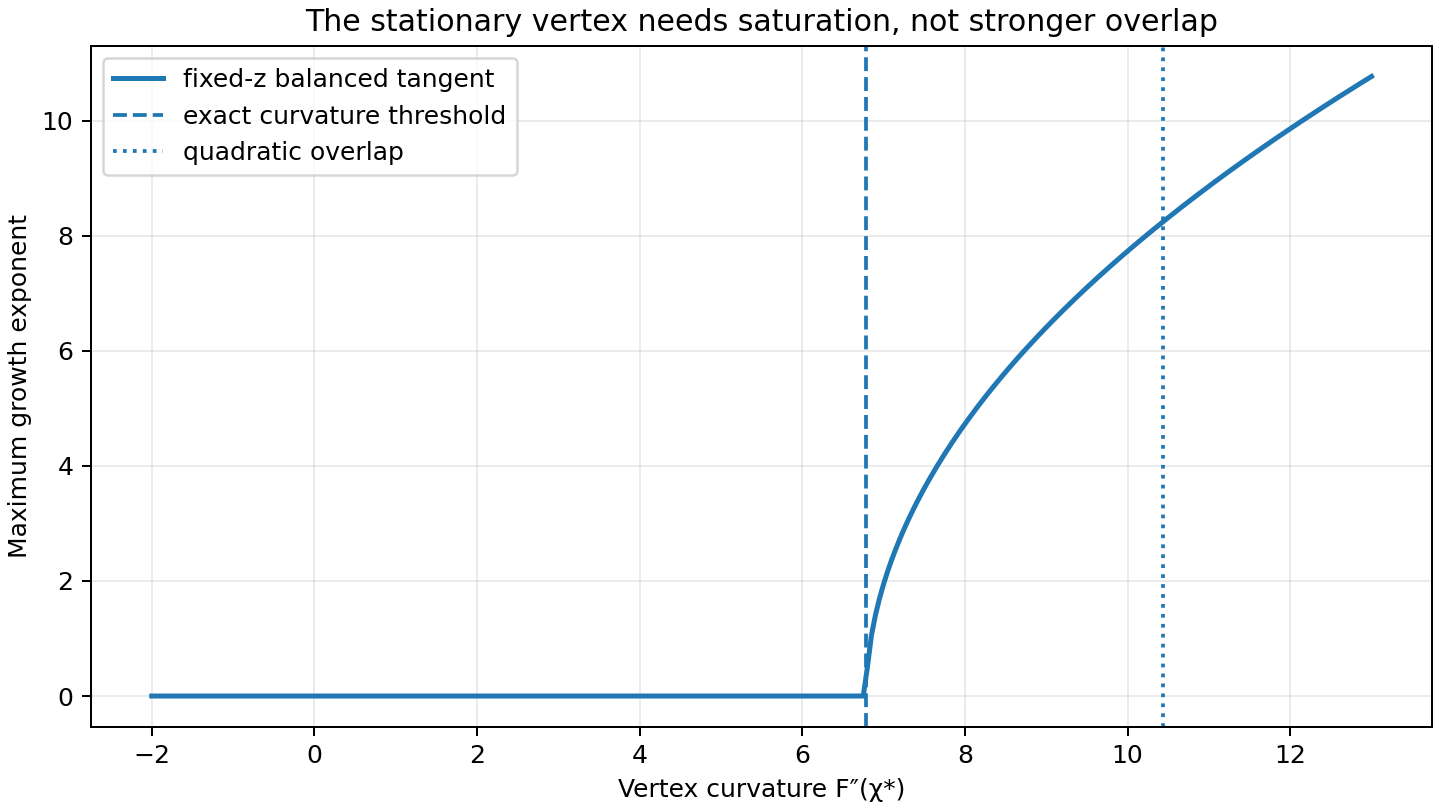 The stationary vertex needs saturation, not stronger overlap
fixed-z balanced tangent
exact curvature threshold
quadratic overlap
Maximum growth exponent
10
8
6
4
2
0
−2
0
2
4
6
8
10
12
Vertex curvature F″(χ*)